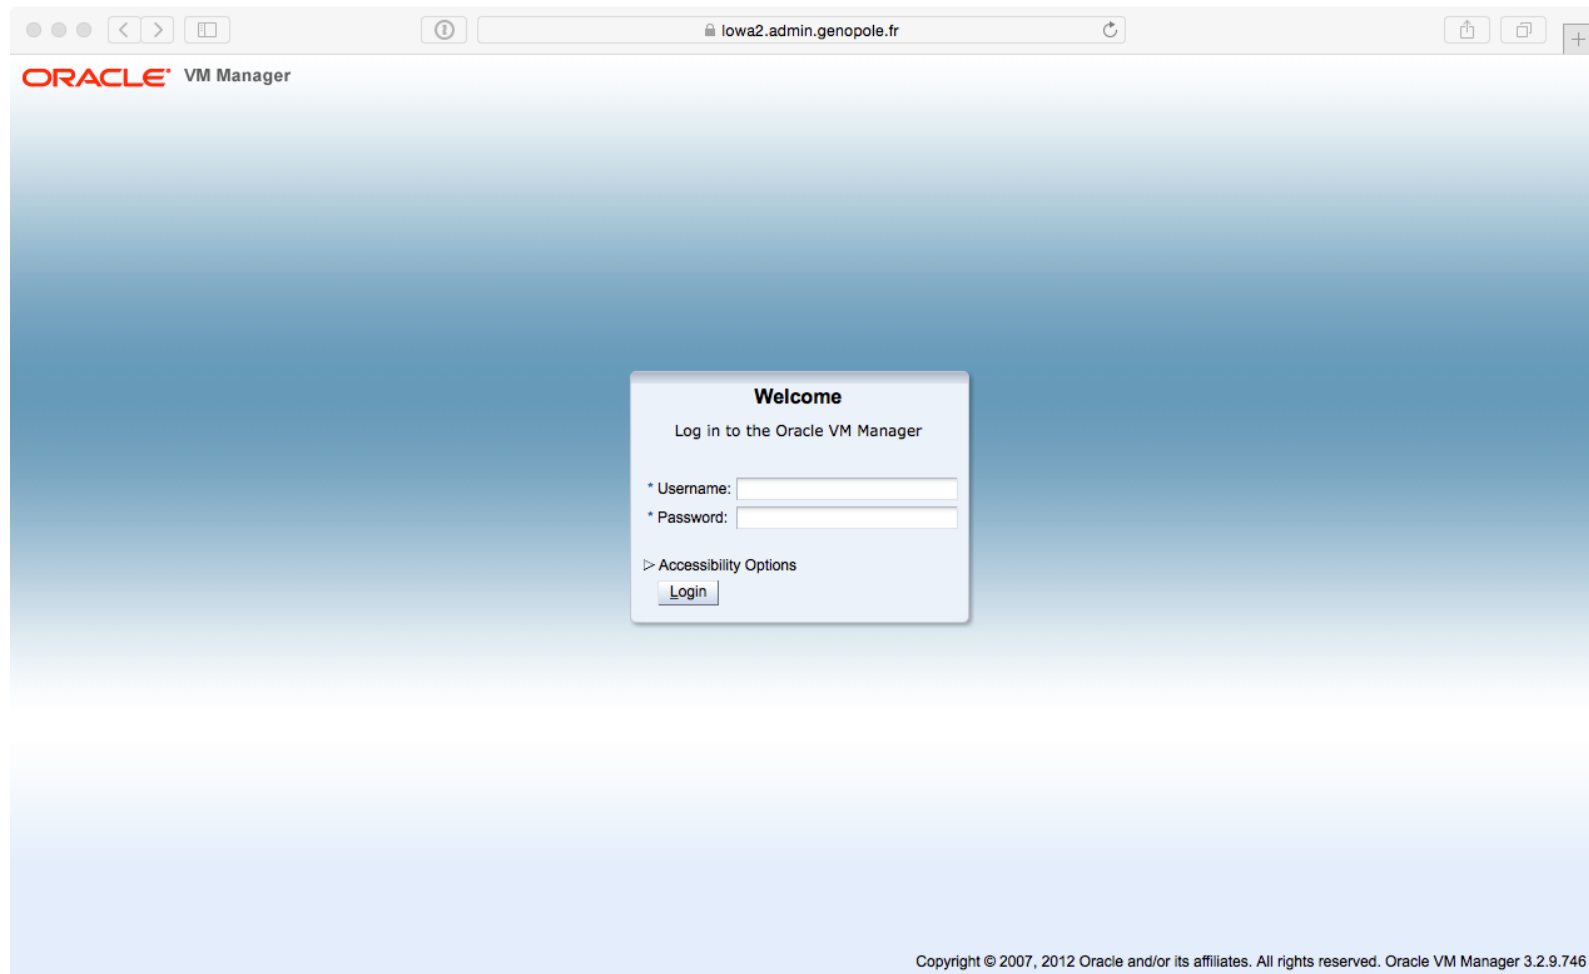 lowa2.admin.genopole.fr
ORACLE VM Manager
Welcome
Log in to the Oracle VM Manager
* Username:
* Password:
Accessibility Options
Login
Copyright © 2007, 2012 Oracle and/or its affiliates. All rights reserved. Oracle VM Manager 3.2.9.746